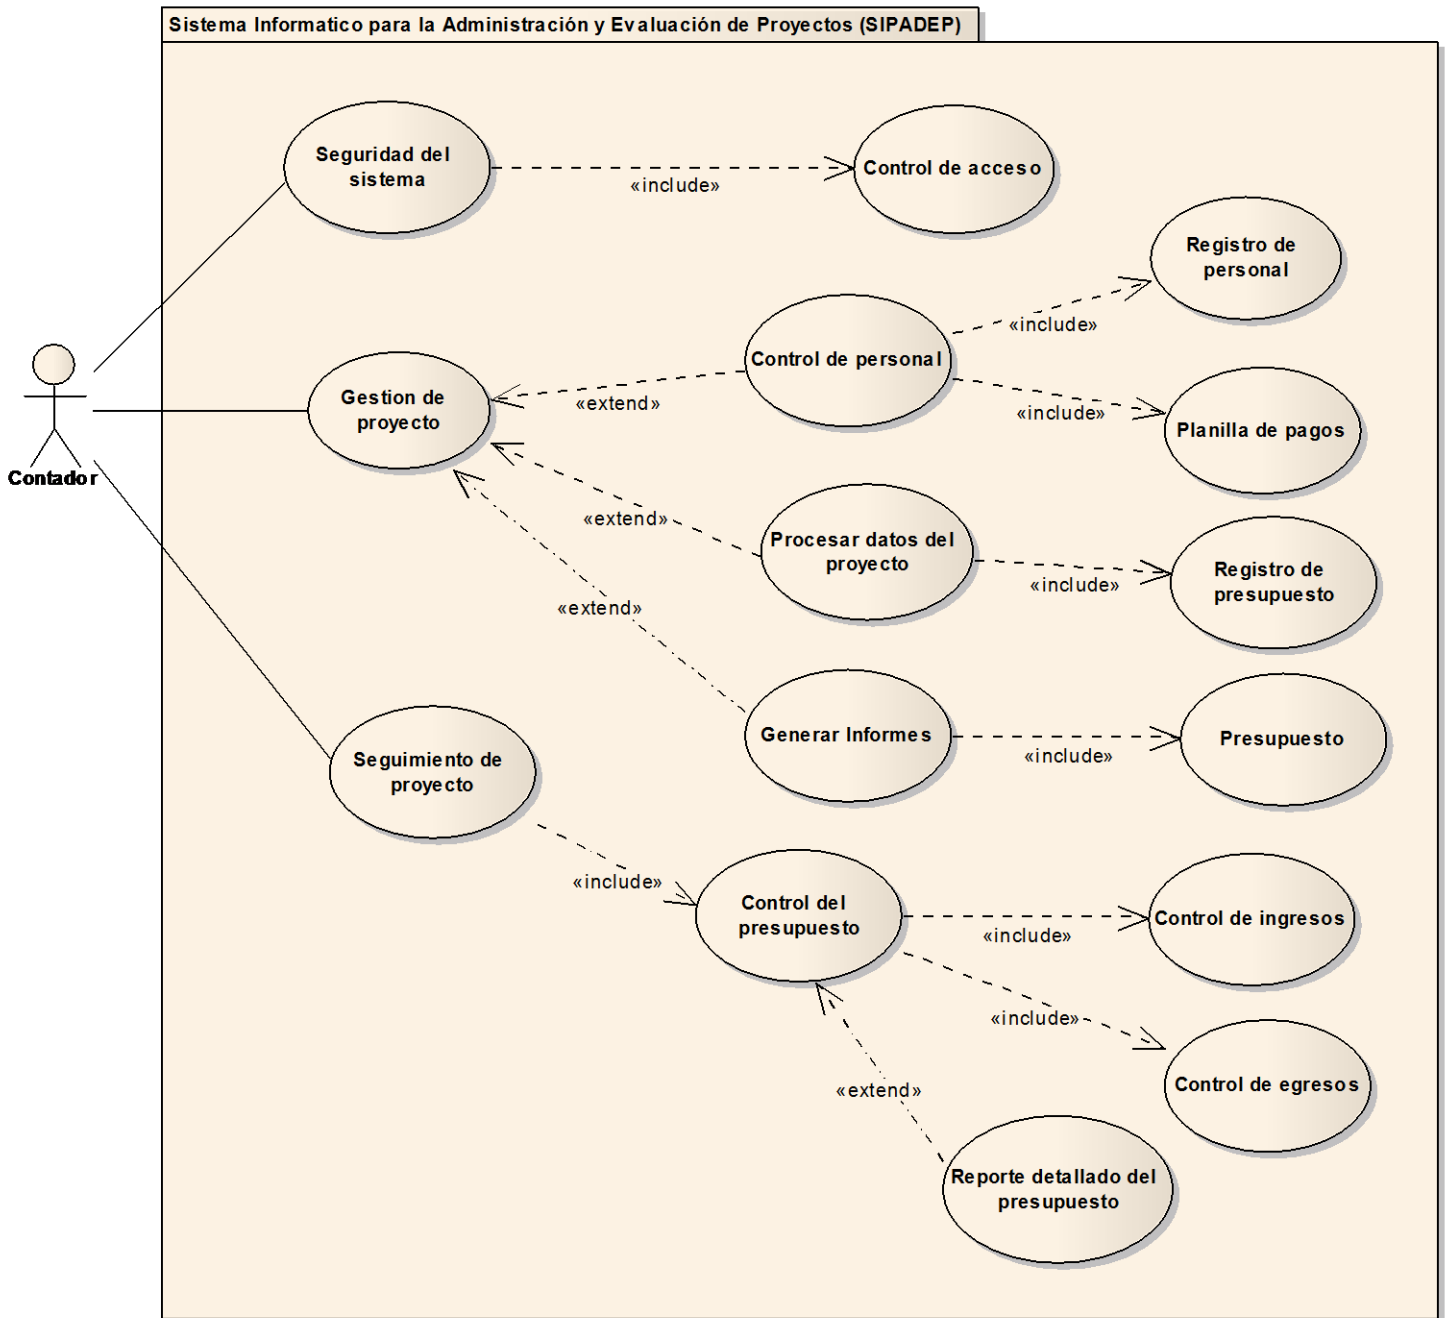 Sistema Informatico para la Administración y Evaluación de Proyectos (SIPADEP)
Seguridad del
sistema
«include»
Control de acceso
Registro de
personal
«include»
Control de personal
«extend»
«include»
Planilla de pagos
Gestion de
proyecto
Contador
«extend»
Procesar datos del
proyecto
«include»
Registro de
presupuesto
«extend»
Generar Informes
«include»
Presupuesto
Seguimiento de
proyecto
«include»
Control del
presupuesto
«include»
Control de ingresos
«include»
Control de egresos
«extend»
Reporte detallado del
presupuesto